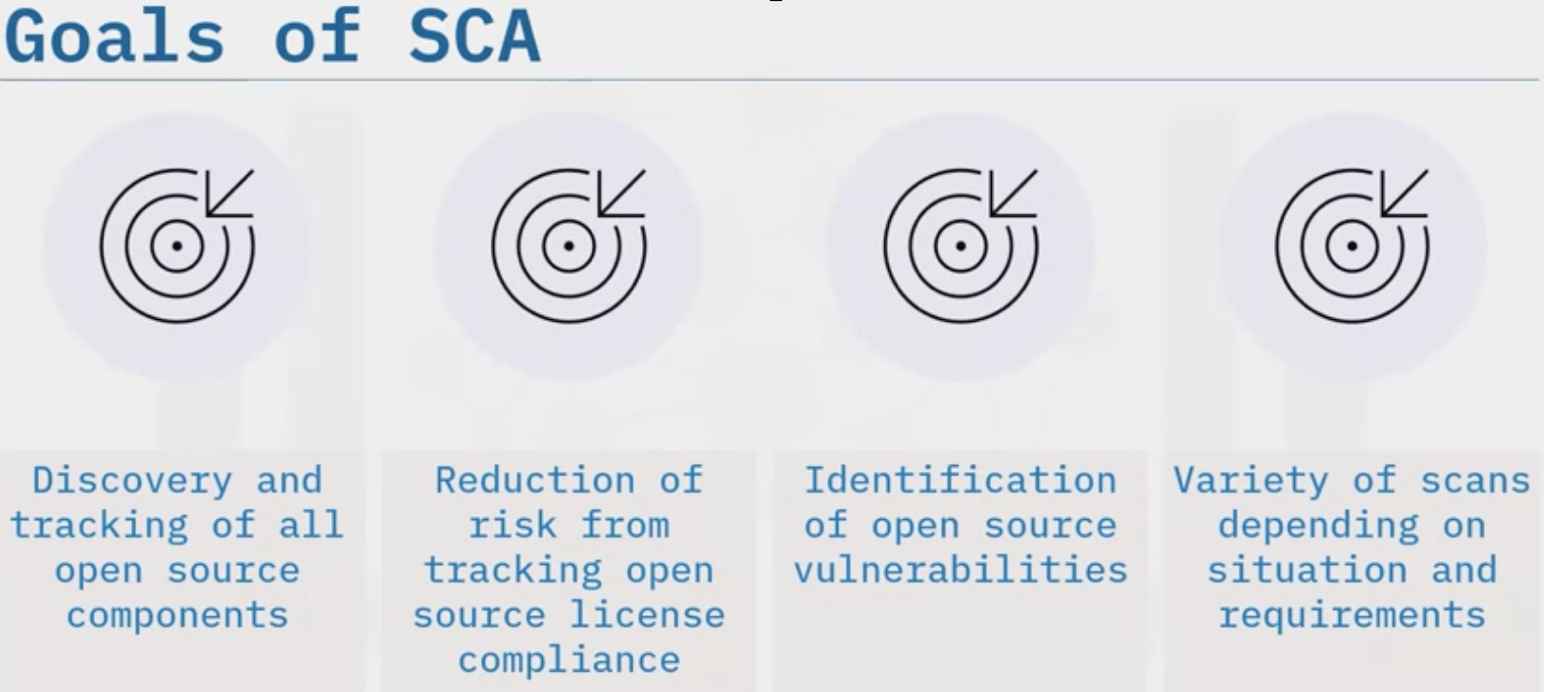 Goals of SCA
Discovery and
tracking of all
open source
components
Reduction of
risk from
tracking open
source license
compliance
Identification
of open source
vulnerabilities
Variety of scans
depending on
situation and
requirements